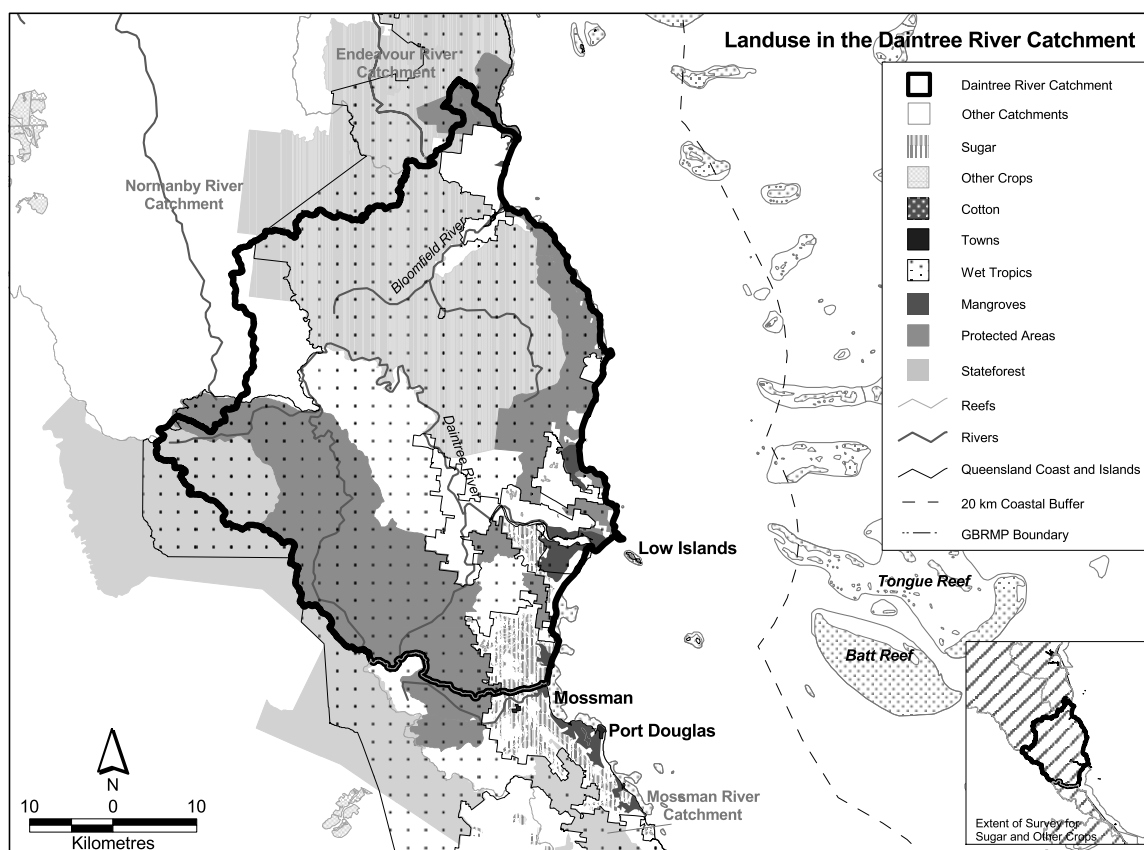 Landuse in the Daintree River Catchment
Daintree River Catchment
Other Catchments
Sugar
Other Crops
Cotton
Towns
Wet Tropics
Mangroves
Protected Areas
Stateforest
Reefs
Rivers
Queensland Coast and Islands
20 km Coastal Buffer
GBRMP Boundary
Endeavour River
Catchment
Normanby River
Catchment
Bloomfield River
Daintree River
Low Islands
Tongue Reef
Batt Reef
Mossman
Port Douglas
Mossman River
Catchment
N
10 0 10
Kilometres
Extent of Survey for
Sugar and Other Crops